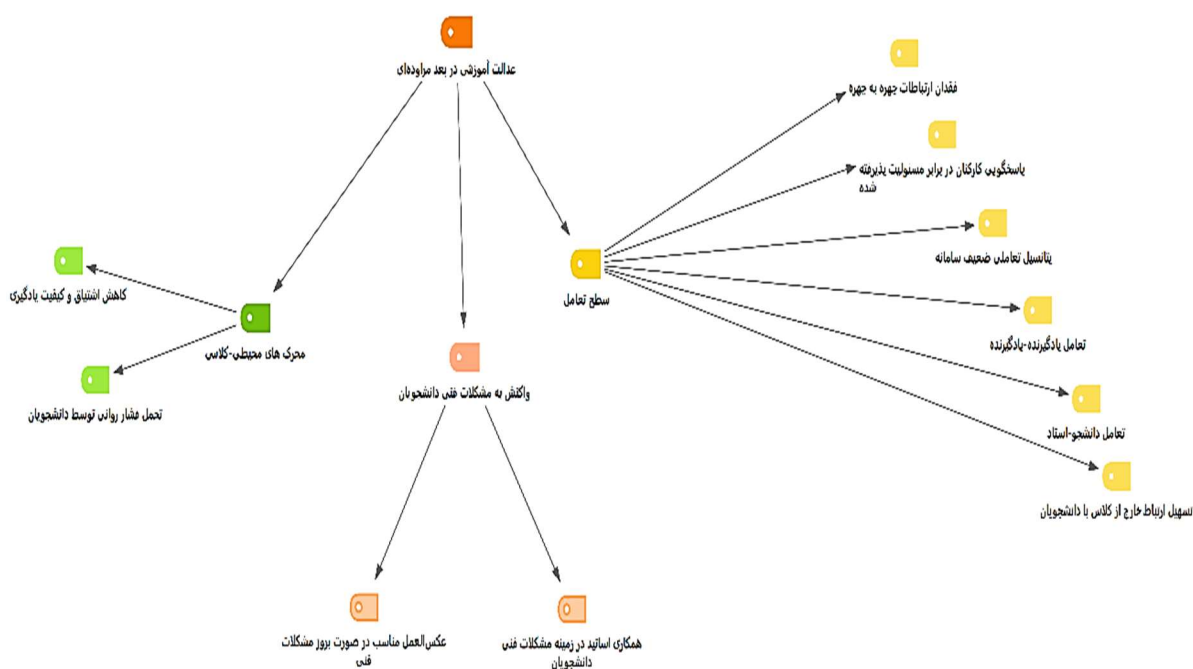 عدالت آموزشی در بعد مراوده‌ای
فقدان ارتباطات چهره به چهره
پاسخگویی کارکنان در برابر مسئولیت پذیرفته
شده
پتانسیل تعاملی ضعیف سامانه
سطح تعامل
تعامل یادگیرنده-یادگیرنده
تعامل دانشجو-استاد
تسهیل ارتباط خارج از کلاس با دانشجویان
واکنش به مشکلات فنی دانشجویان
همکاری اساتید در زمینه مشکلات فنی
دانشجویان
عکس‌العمل مناسب در صورت بروز مشکلات
فنی
محرک های محیطی-کلاسی
کاهش اشتیاق و کیفیت یادگیری
تحمل فشار روانی توسط دانشجویان